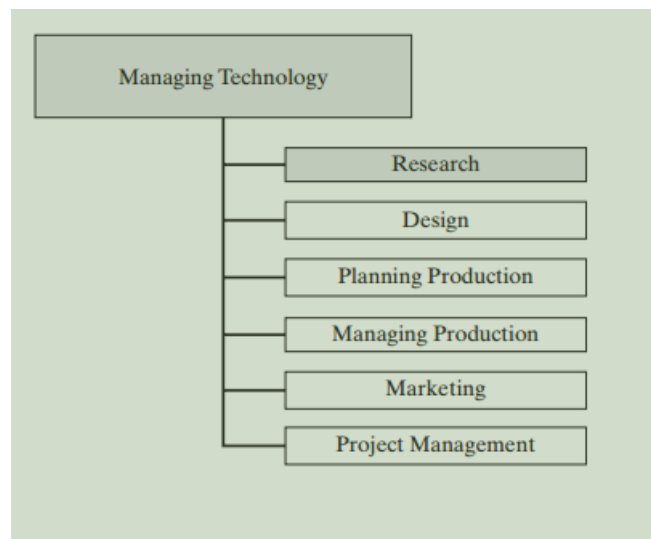 Managing Technology
Research
Design
Planning Production
Managing Production
Marketing
Project Management